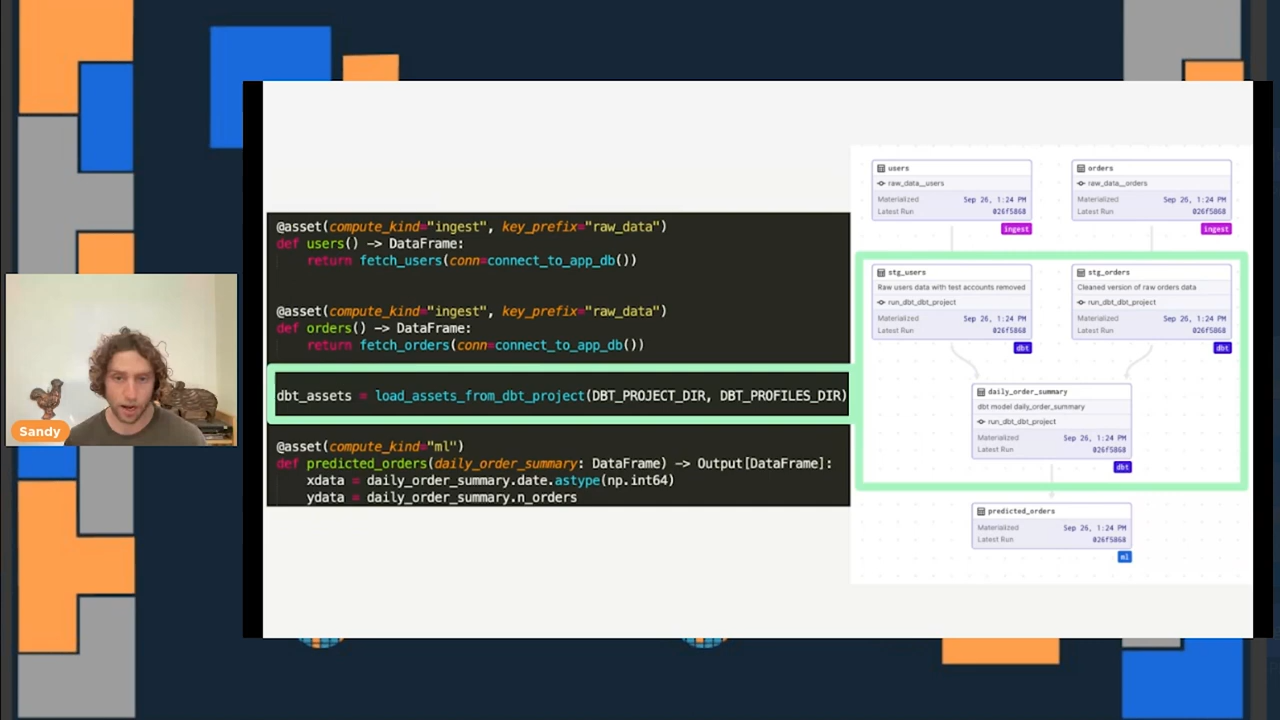 @asset(compute_kind="ingest", key_prefix="raw_data")
def users() -> DataFrame:
    return fetch_users(conn=connect_to_app_db())
@asset(compute_kind="ingest", key_prefix="raw_data")
def orders() -> DataFrame:
    return fetch_orders(conn=connect_to_app_db())
dbt_assets = load_assets_from_dbt_project(DBT_PROJECT_DIR, DBT_PROFILES_DIR)
@asset(compute_kind="ml")
def predicted_orders(daily_order_summary: DataFrame) -> Output[DataFrame]:
    xdata = daily_order_summary.date.astype(np.int64)
    ydata = daily_order_summary.n_orders
users
raw_data__users
Materialized Sep 26, 1:24 PM
Latest Run 026f5868
ingest
orders
raw_data__orders
Materialized Sep 26, 1:24 PM
Latest Run 026f5868
ingest
stg_users
Raw users data with test accounts removed
run_dbt_dbt_project
Materialized Sep 26, 1:24 PM
Latest Run 026f5868
dbt
stg_orders
Cleaned version of raw orders data
run_dbt_dbt_project
Materialized Sep 26, 1:24 PM
Latest Run 026f5868
dbt
daily_order_summary
dbt model daily_order_summary
run_dbt_dbt_project
Materialized Sep 26, 1:24 PM
Latest Run 026f5868
dbt
predicted_orders
Materialized Sep 26, 1:24 PM
Latest Run 026f5868
ml
Sandy